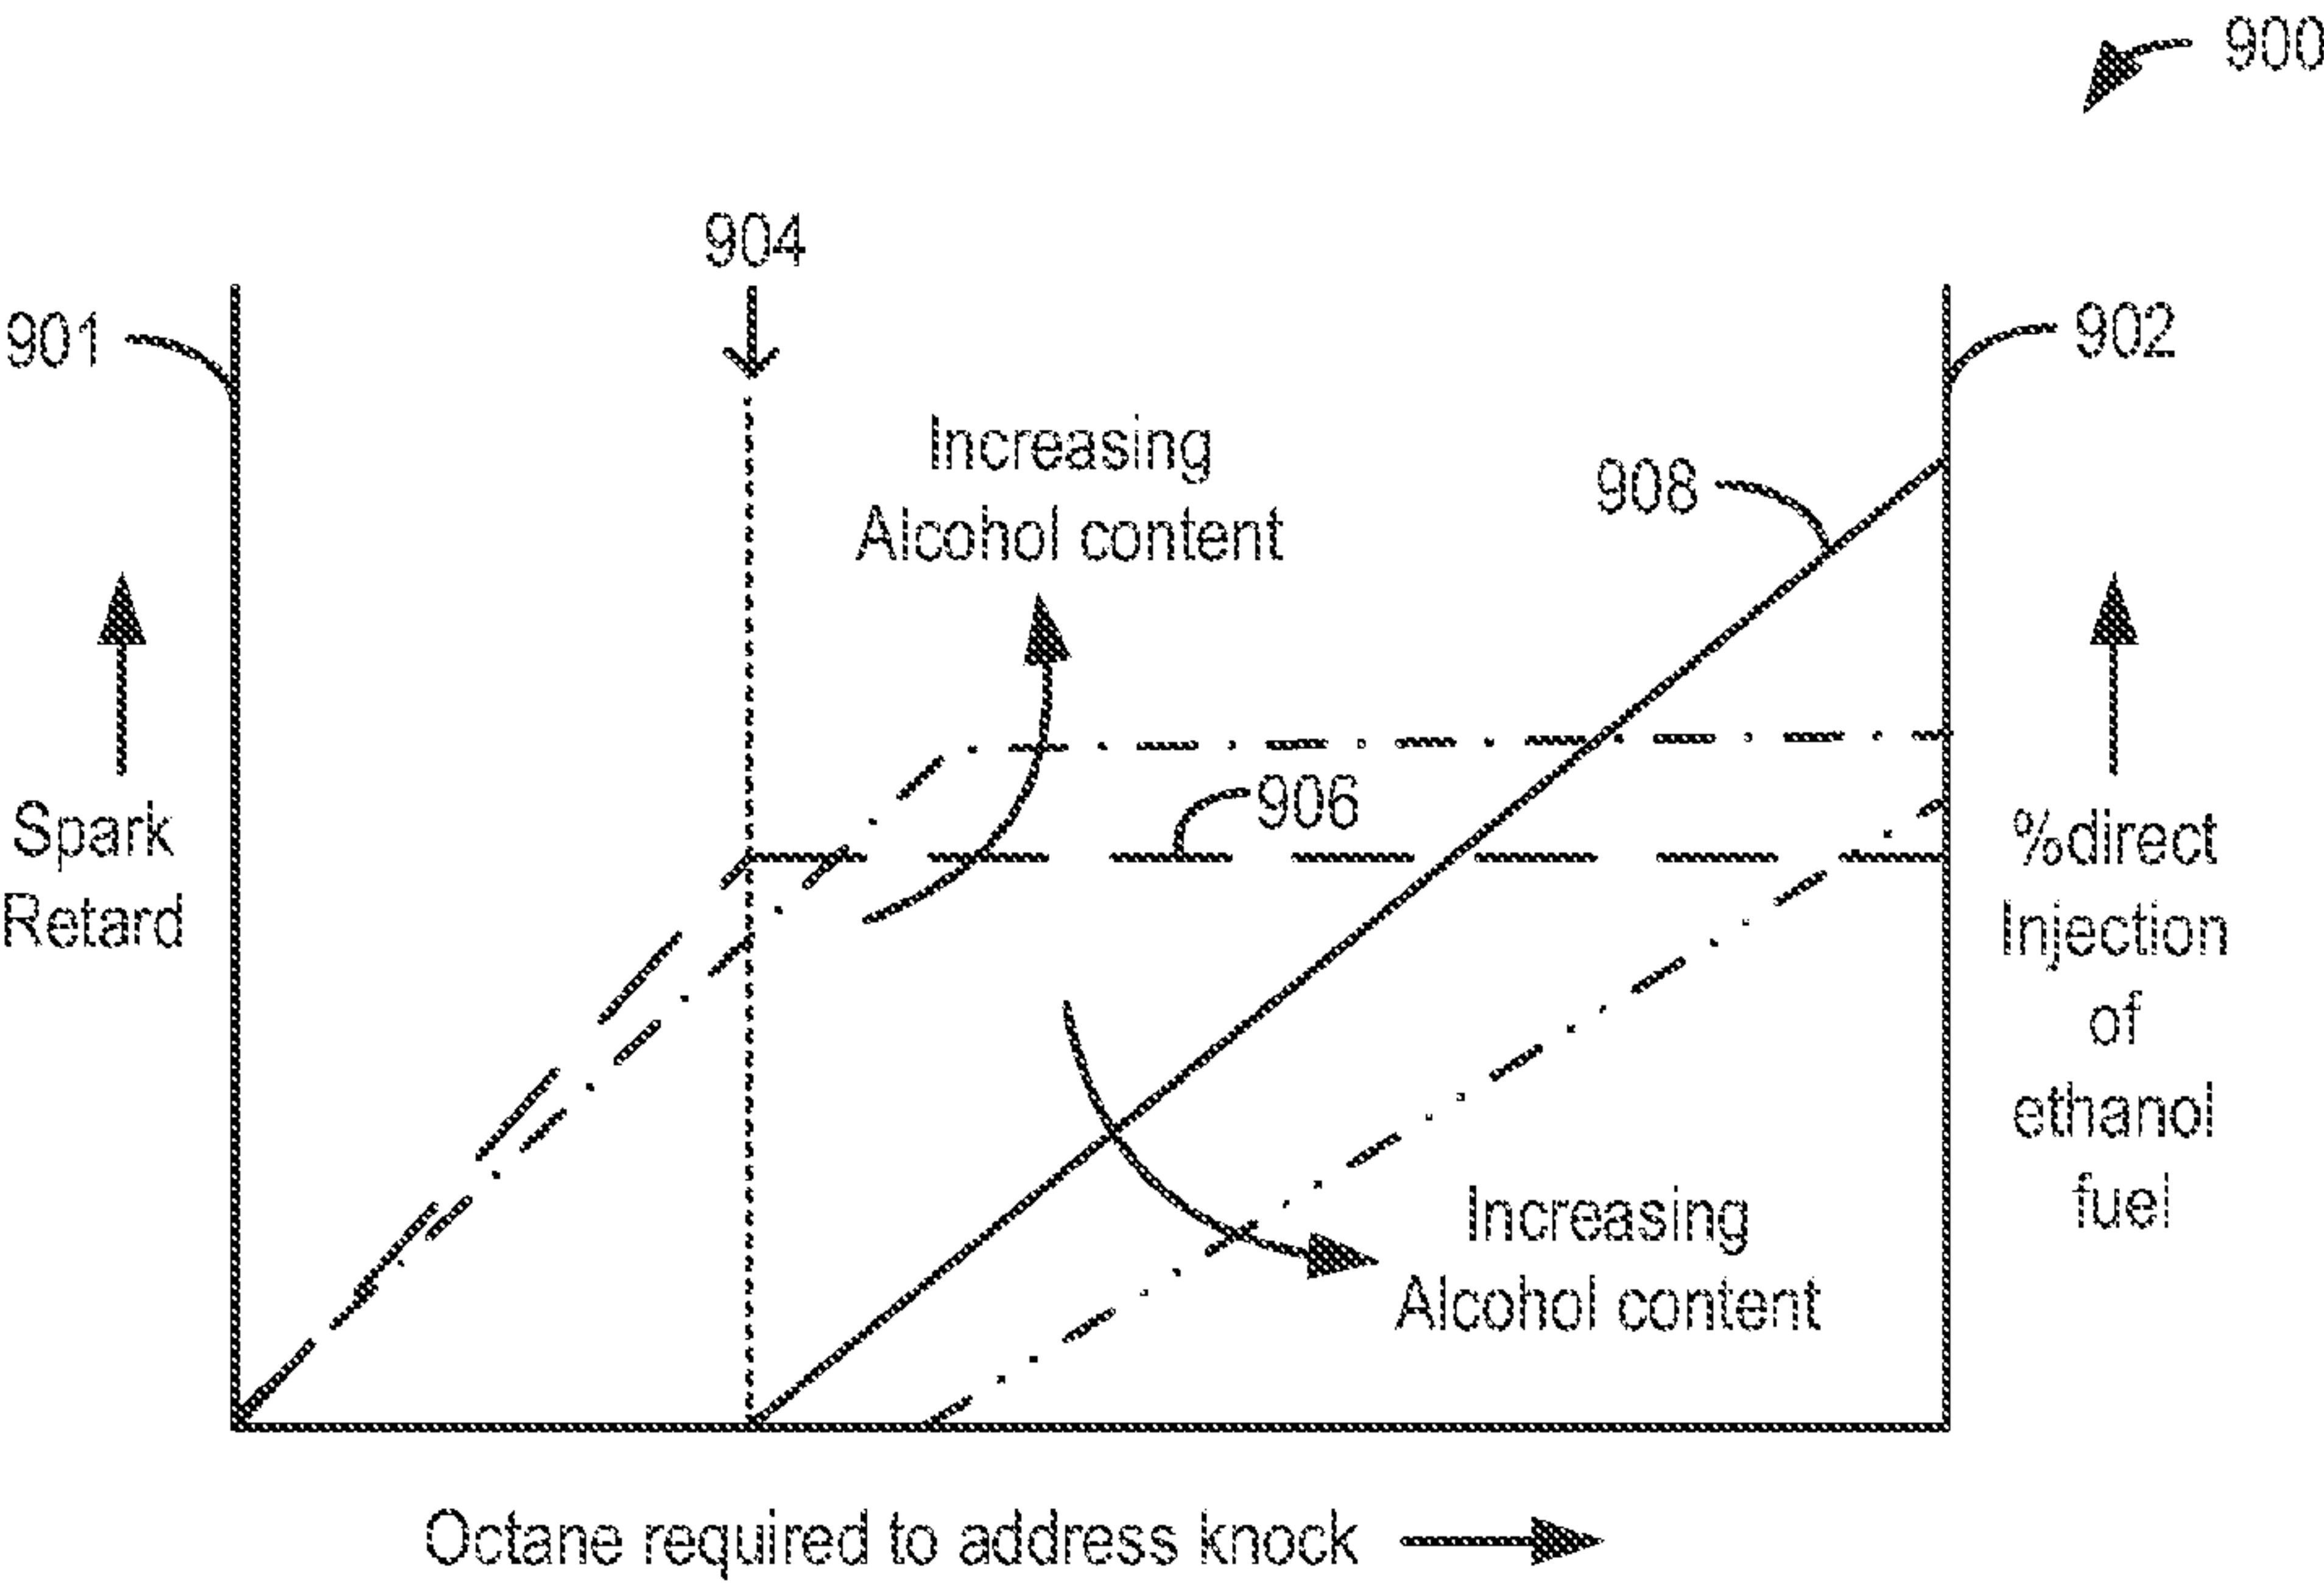 900
904
901
902
Increasing
Alcohol content
908
906
Spark
Retard
%direct
Injection
of
ethanol
fuel
Increasing
Alcohol content
Octane required to address knock